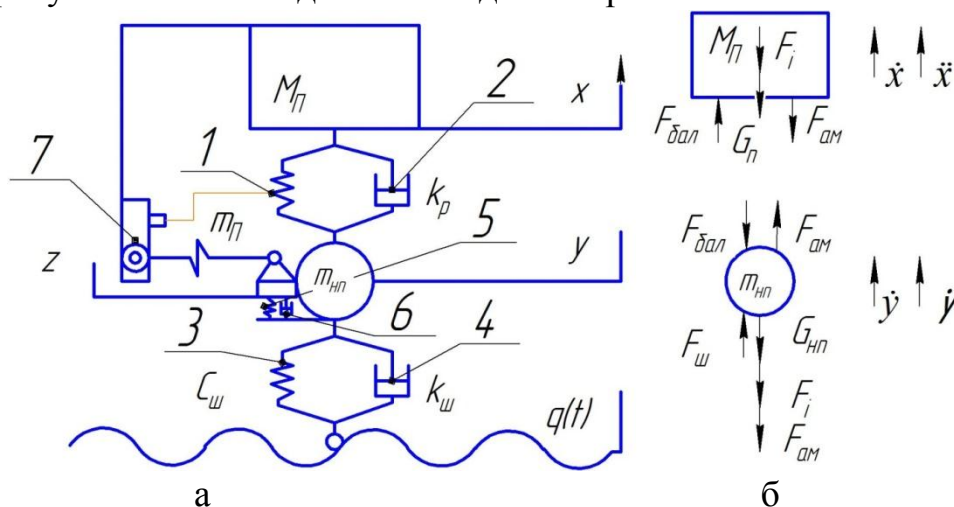 M_П
2
x
1
k_p
7
m_П
5
z
m_нп
y
3
6
4
C_ш
k_ш
q(t)
а
M_П
F_i
ẋ
ẍ
F_бал
G_п
F_ам
F_бал
F_ам
m_нп
ẏ
ẏ
F_ш
G_нп
F_i
F_ам
б